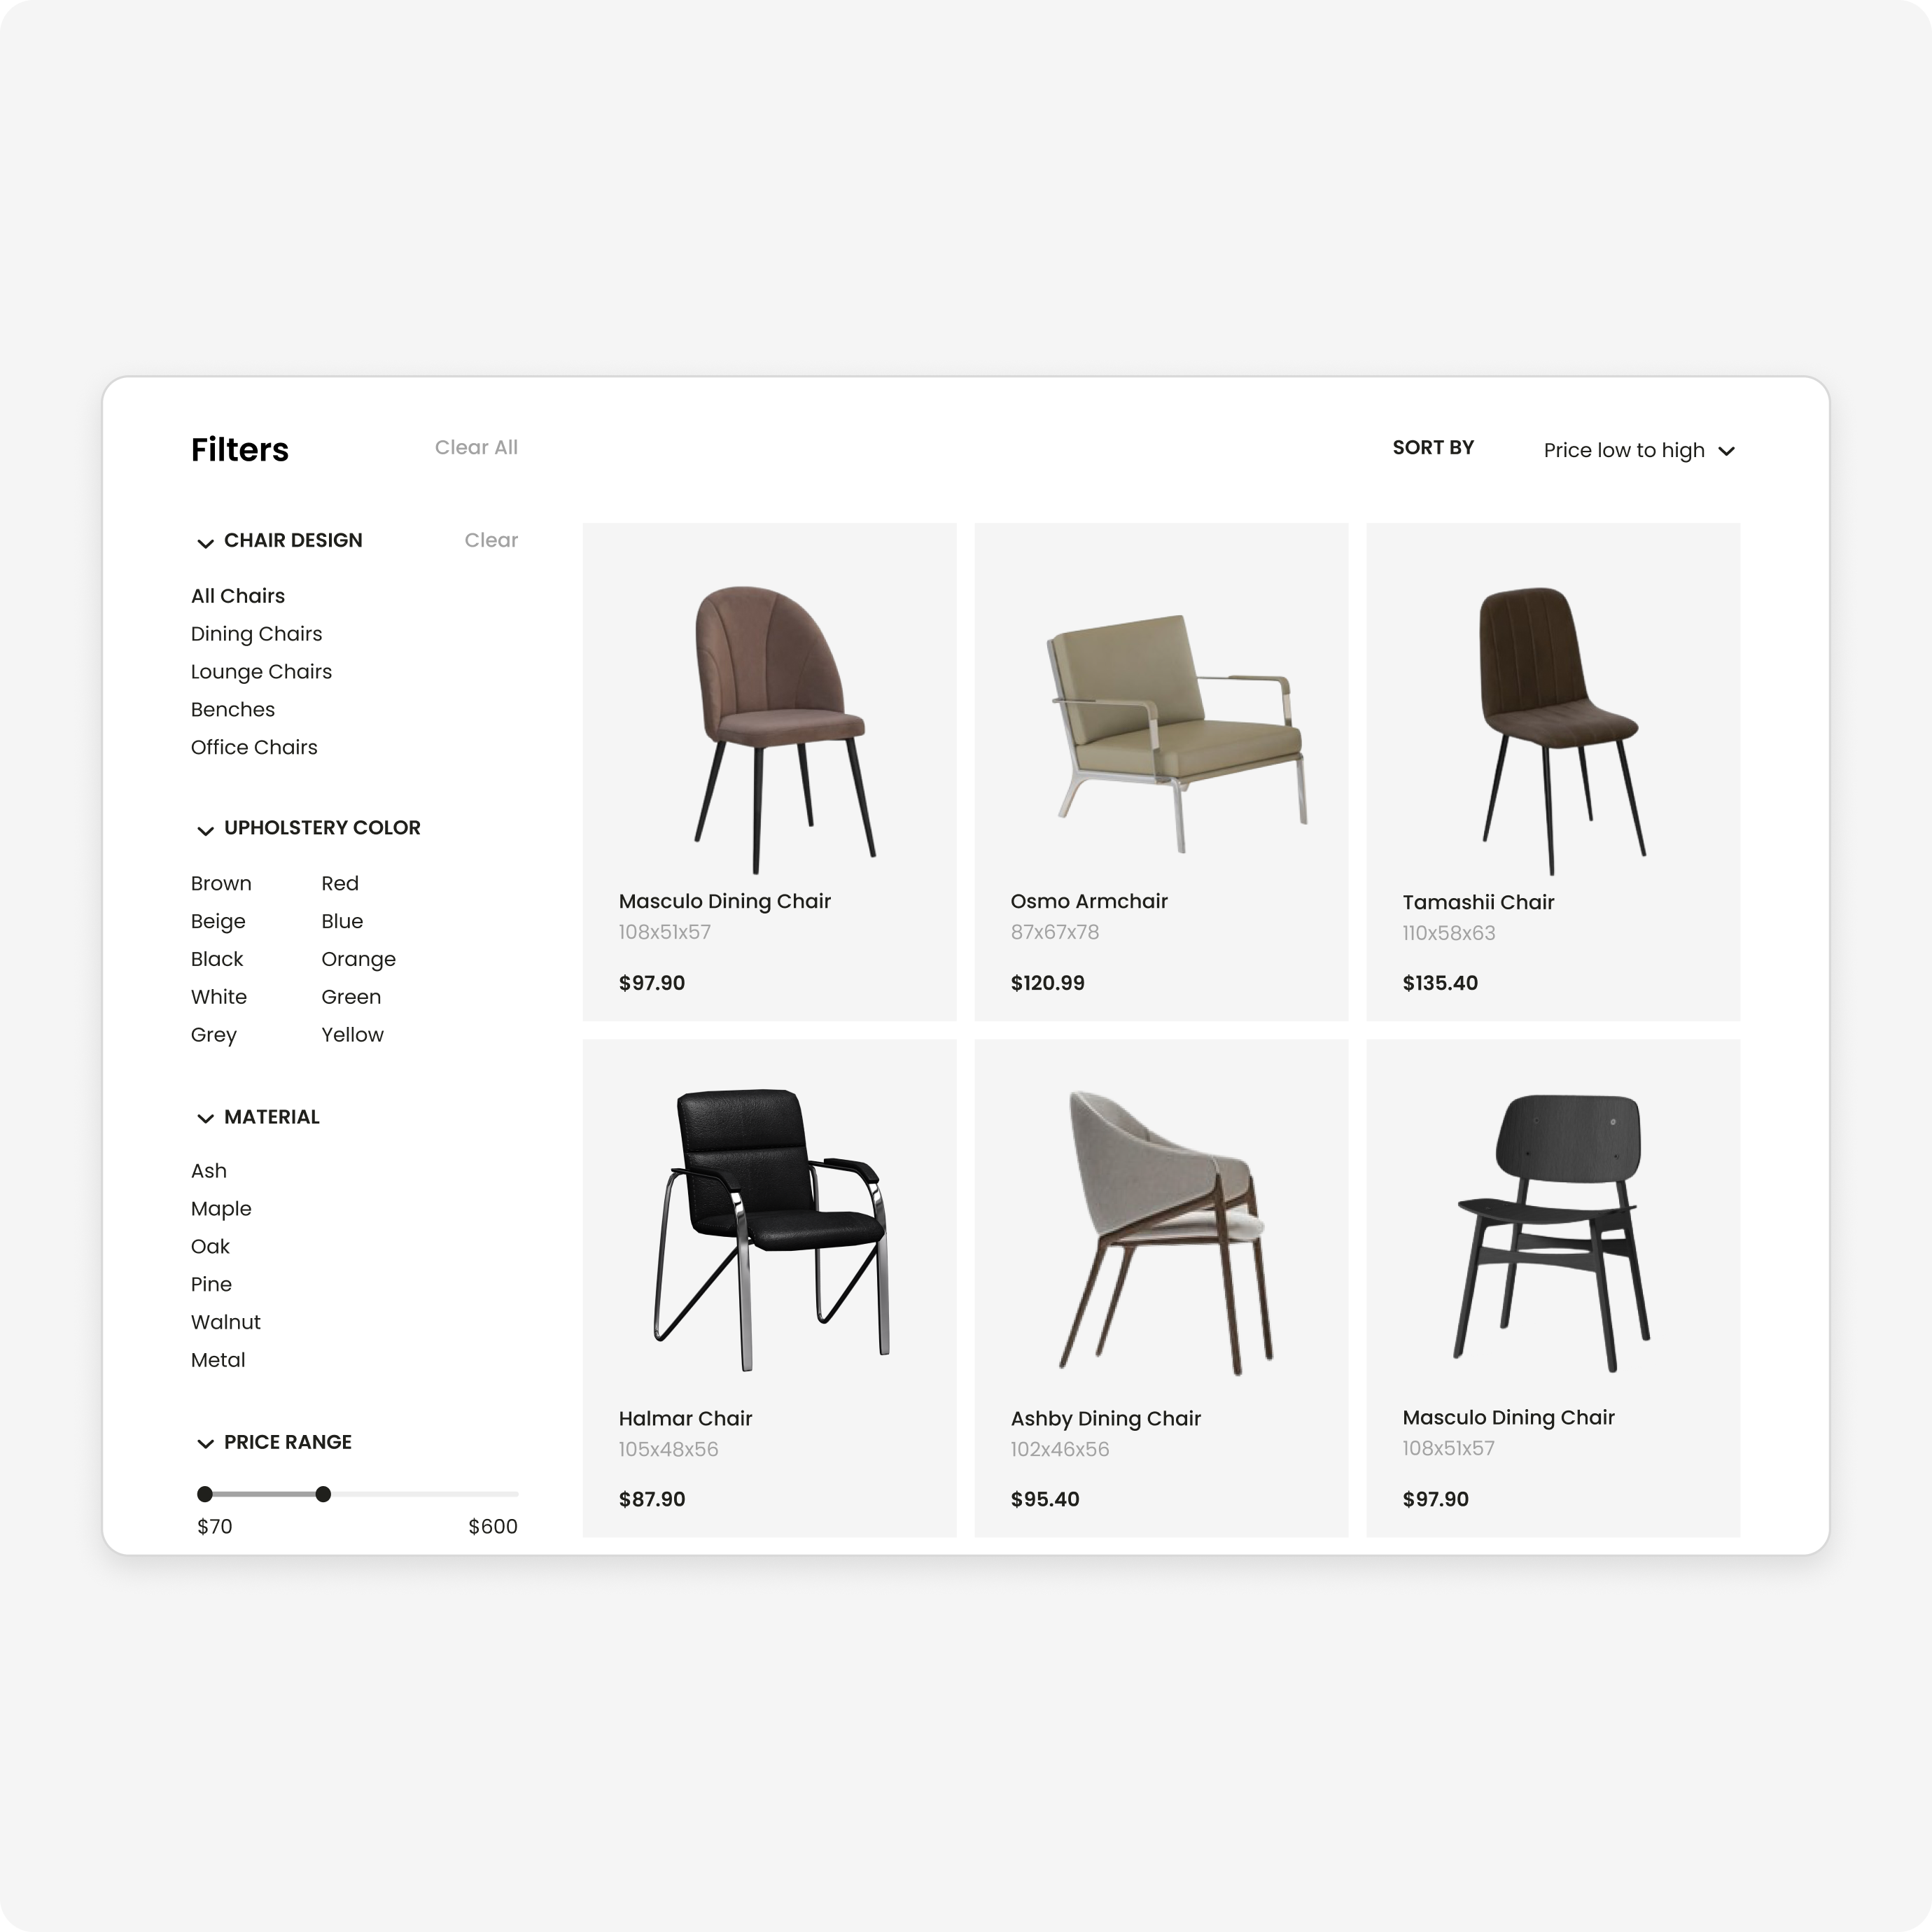 Filters
Clear All
SORT BY
Price low to high
CHAIR DESIGN
Clear
All Chairs
Dining Chairs
Lounge Chairs
Benches
Office Chairs
UPHOLSTERY COLOR
Brown
Red
Beige
Blue
Black
Orange
White
Green
Grey
Yellow
MATERIAL
Ash
Maple
Oak
Pine
Walnut
Metal
PRICE RANGE
$70
$600
Masculo Dining Chair
108x51x57
$97.90
Osmo Armchair
87x67x78
$120.99
Tamashii Chair
110x58x63
$135.40
Halmar Chair
105x48x56
$87.90
Ashby Dining Chair
102x46x56
$95.40
Masculo Dining Chair
108x51x57
$97.90